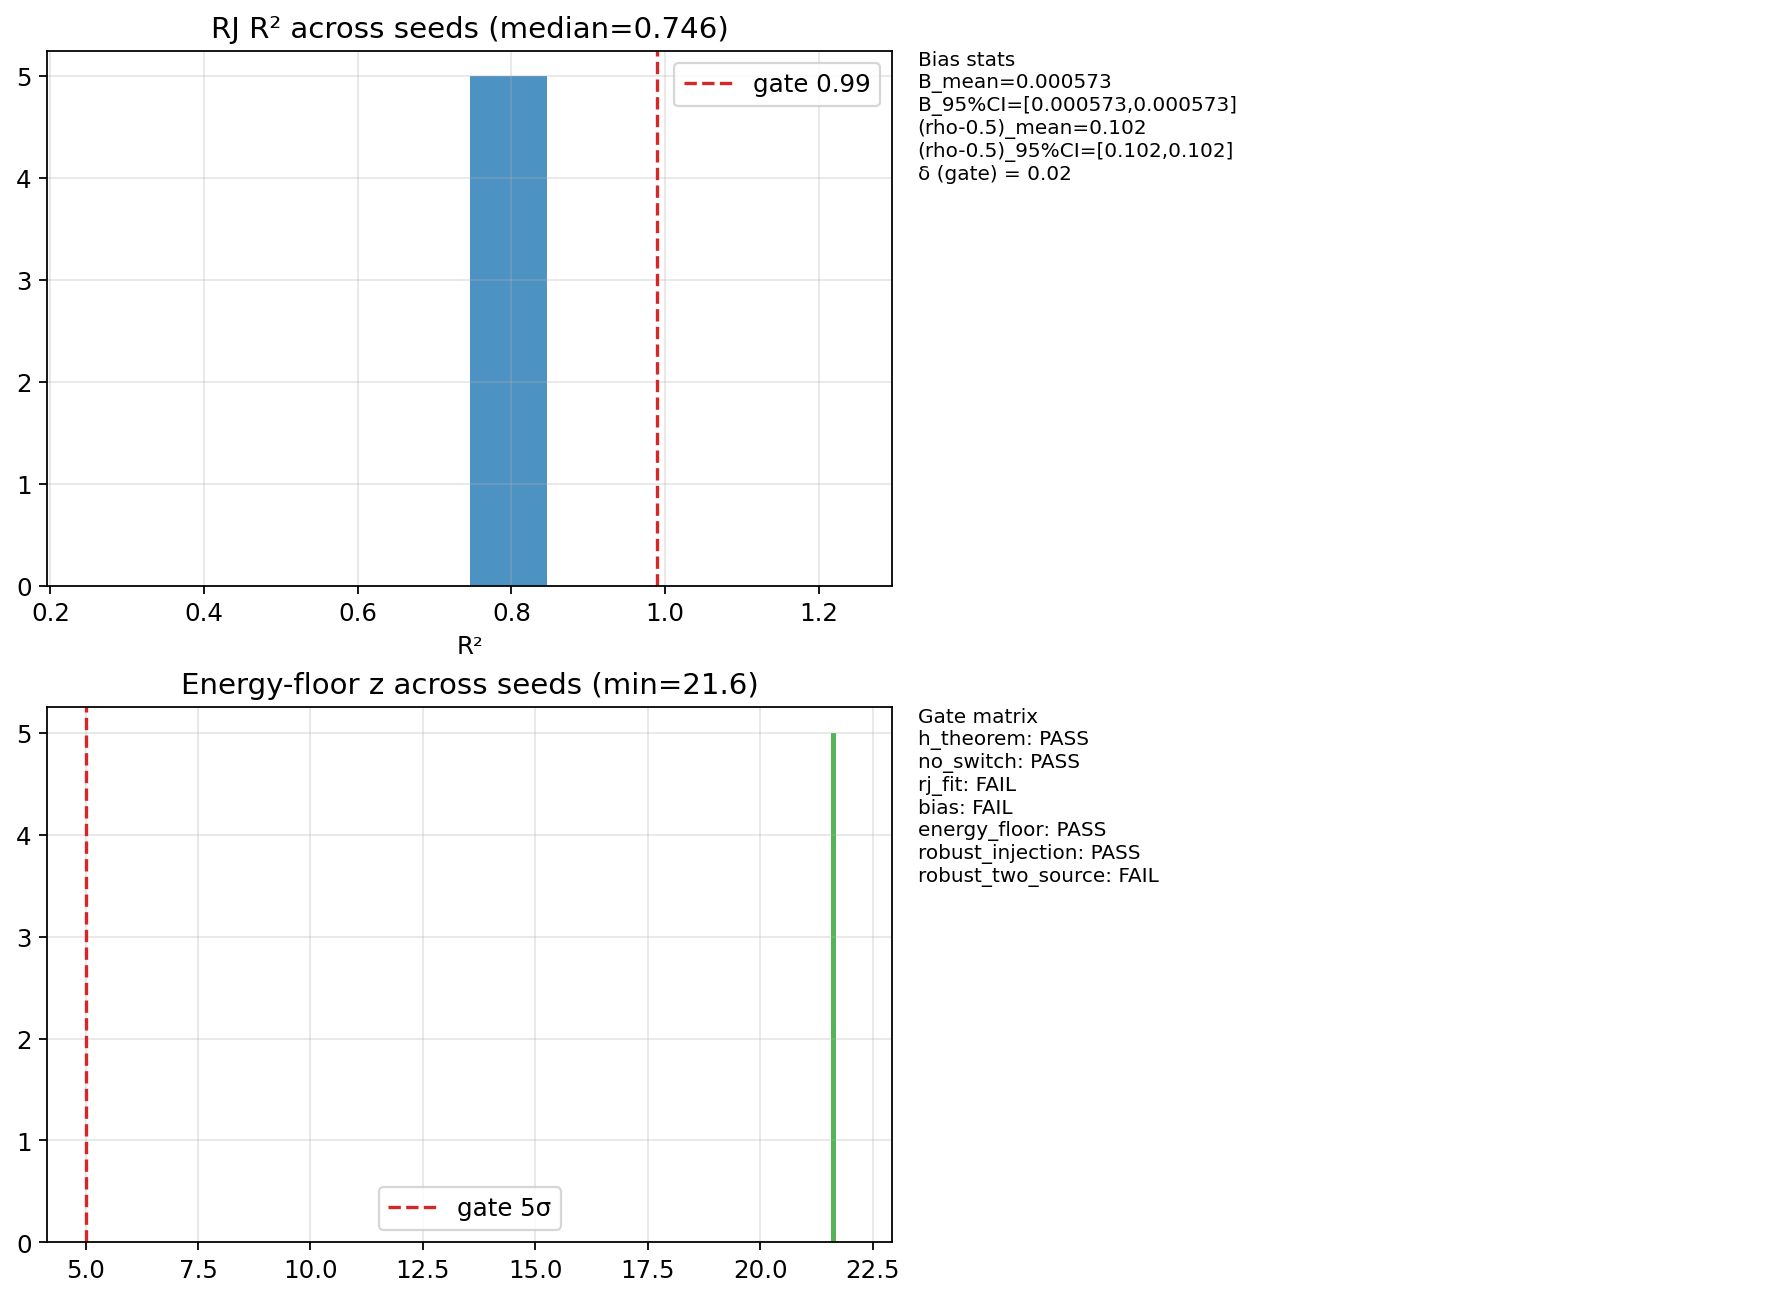 RJ R² across seeds (median=0.746)
5
4
3
2
1
0
gate 0.99
0.2 0.4 0.6 0.8 1.0 1.2
R²
Bias stats
B_mean=0.000573
B_95%CI=[0.000573,0.000573]
(rho-0.5)_mean=0.102
(rho-0.5)_95%CI=[0.102,0.102]
δ (gate) = 0.02
Energy-floor z across seeds (min=21.6)
5
4
3
2
1
0
gate 5σ
5.0 7.5 10.0 12.5 15.0 17.5 20.0 22.5
Gate matrix
h_theorem: PASS
no_switch: PASS
rj_fit: FAIL
bias: FAIL
energy_floor: PASS
robust_injection: PASS
robust_two_source: FAIL